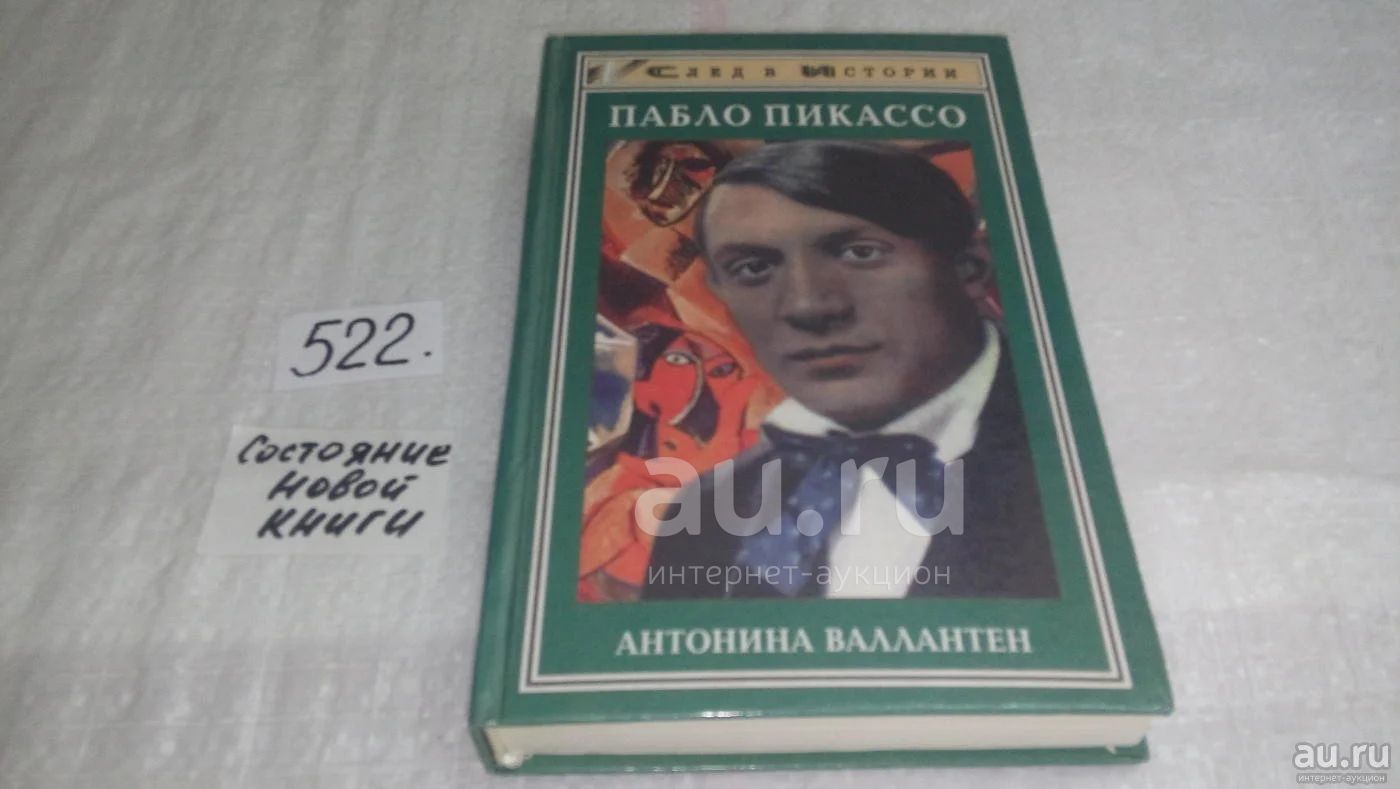 След в Истории
ПАБЛО ПИКАССО
522.
Состояние
новой
книги
au.ru
интернет-аукцион
АНТОНИНА ВАЛЛАНТЕН
au.ru
интернет-аукцион